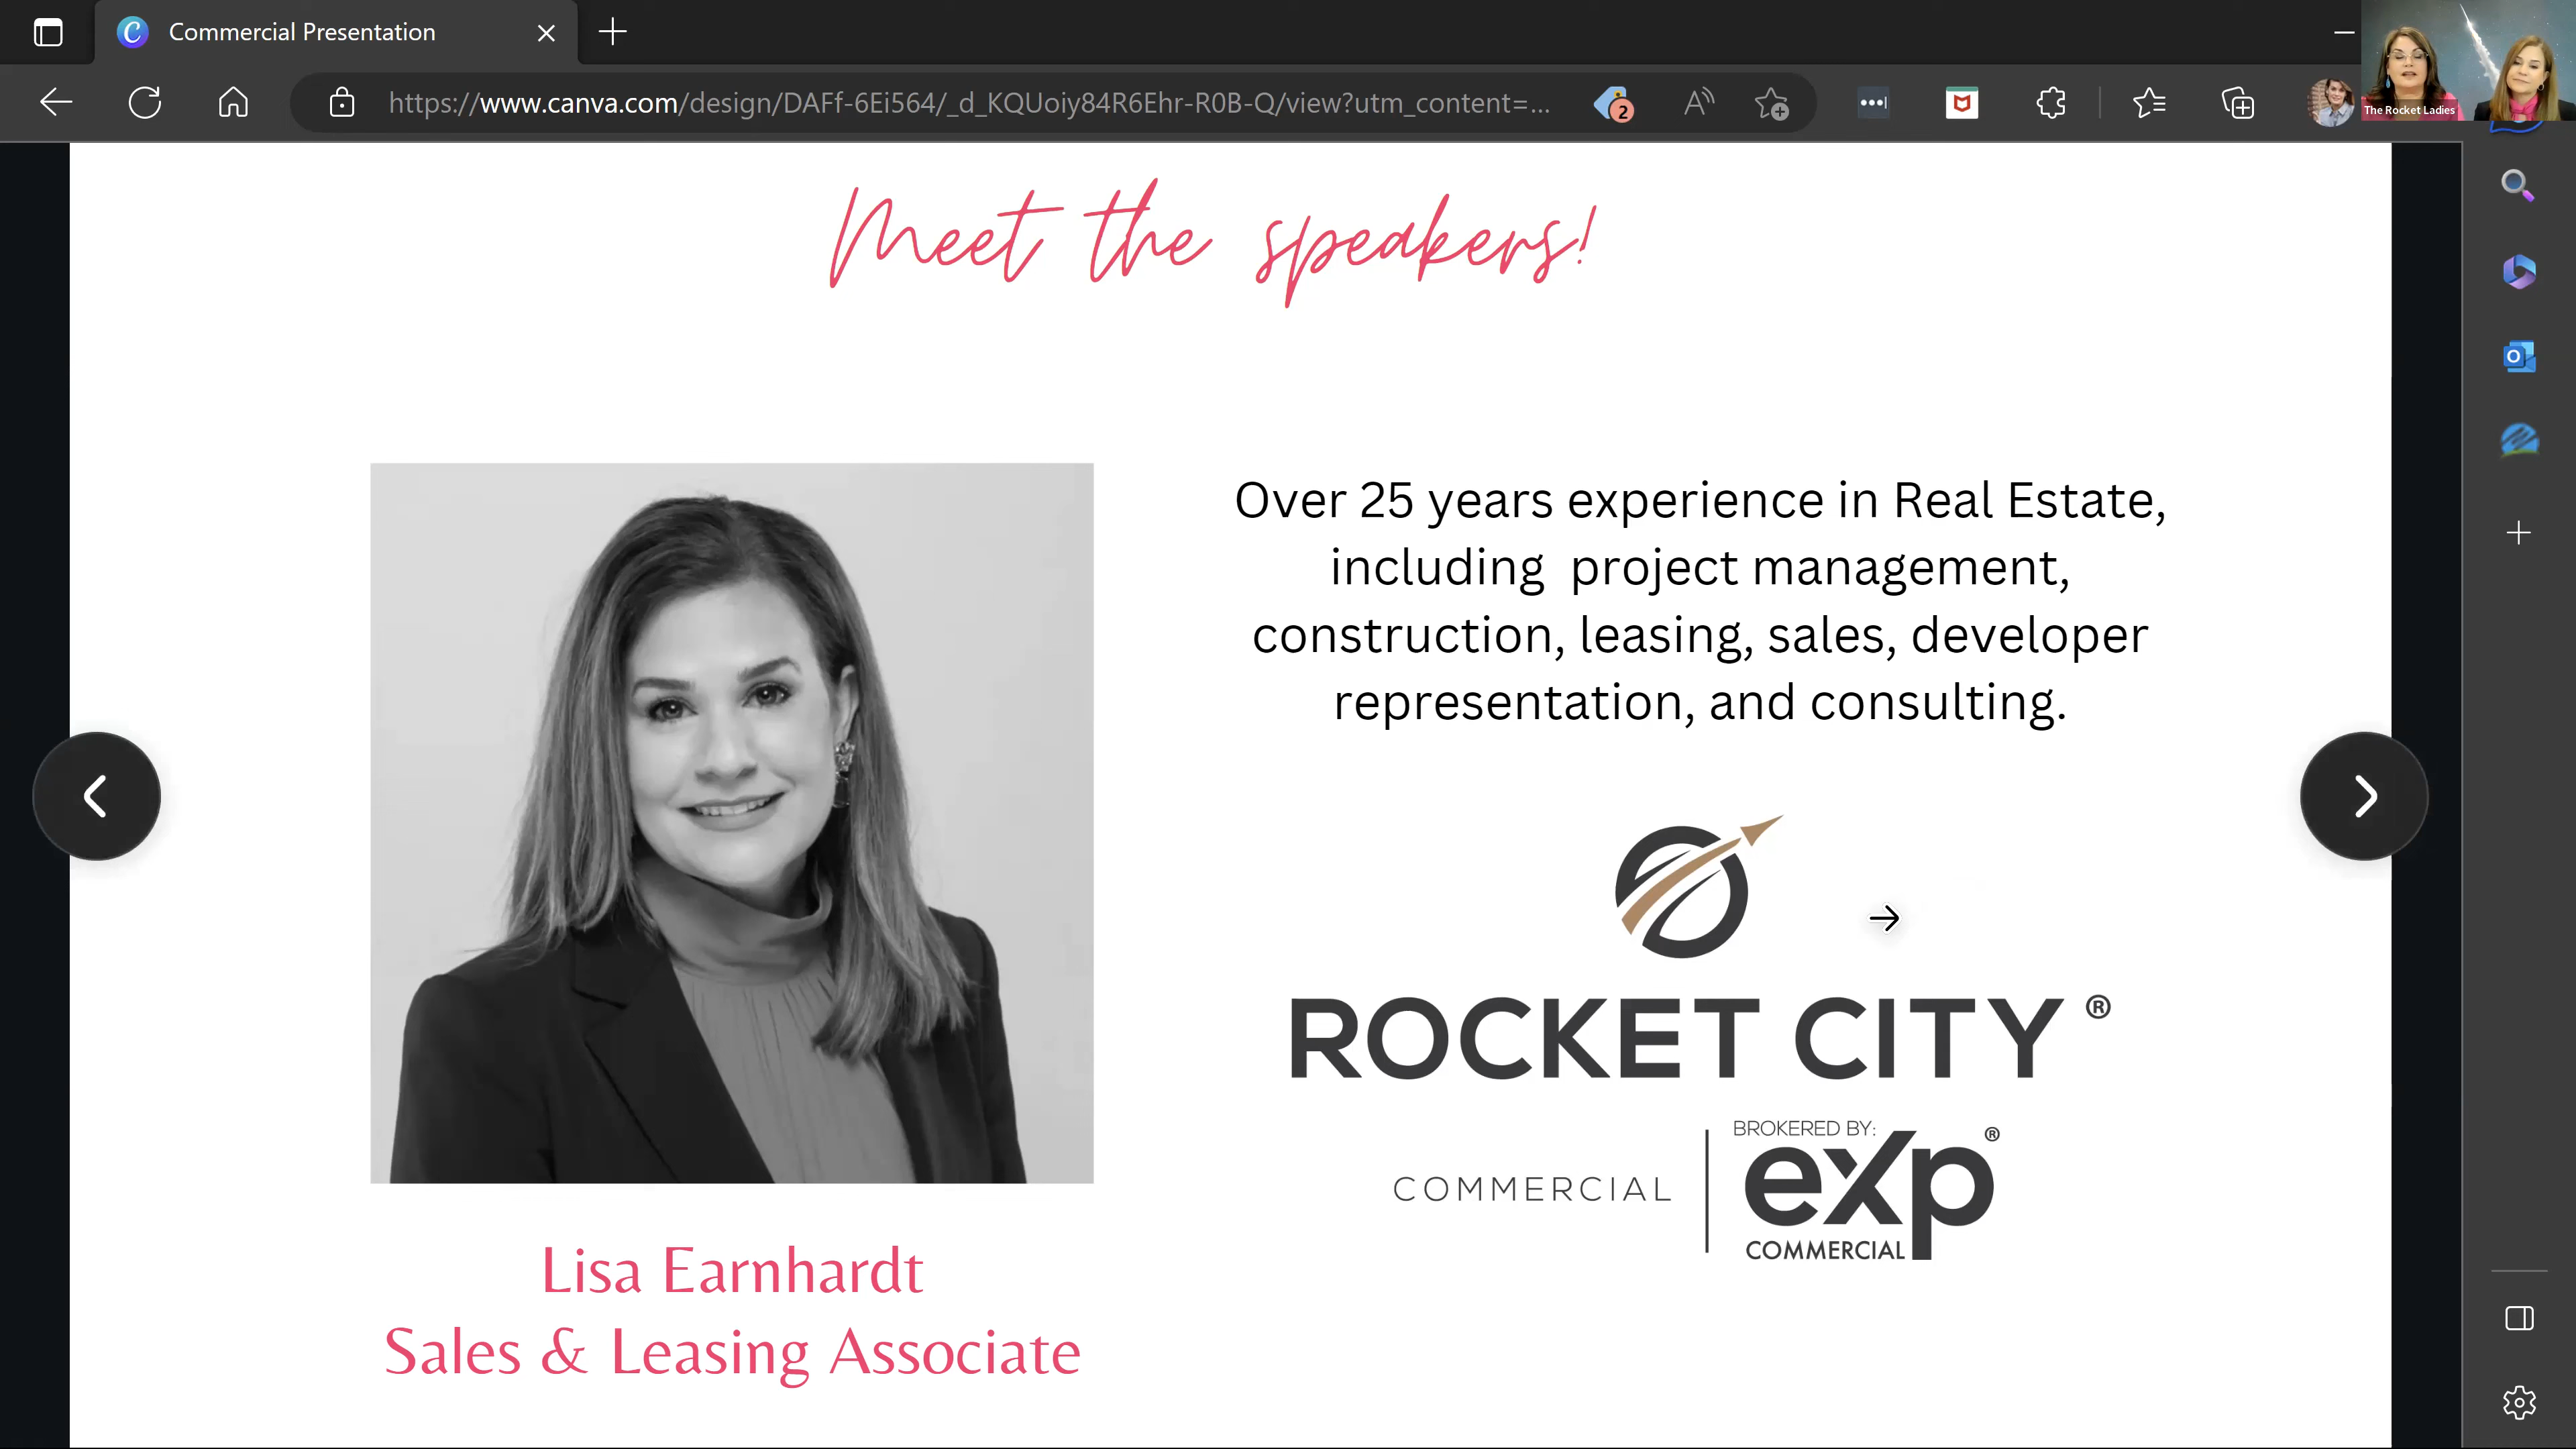 Commercial Presentation
https://www.canva.com/design/DAFf-6Ei564/_d_KQUoiy84R6Ehr-R0B-Q/view?utm_content=...
2
The Rocket Ladies
Meet the speakers!
Over 25 years experience in Real Estate,
including project management,
construction, leasing, sales, developer
representation, and consulting.
ROCKET CITY ®
COMMERCIAL
BROKERED BY:
eXp ®
COMMERCIAL
Lisa Earnhardt
Sales & Leasing Associate